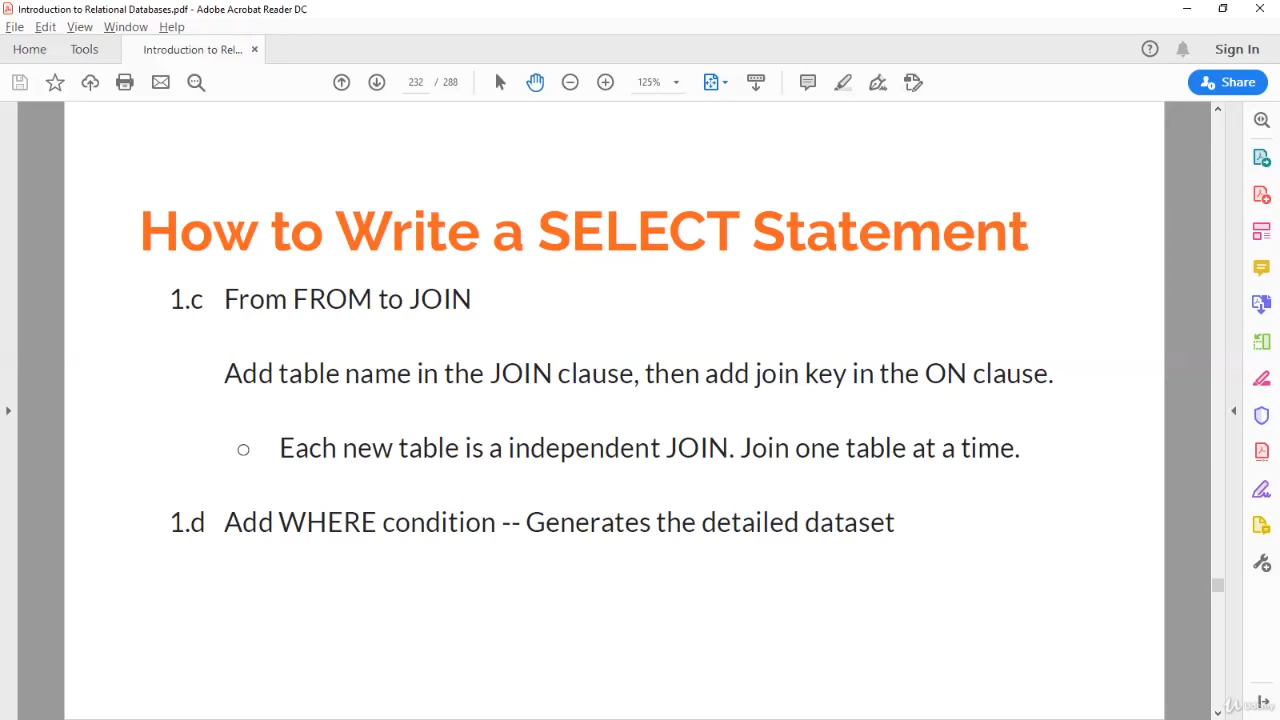 Introduction to Relational Databases.pdf - Adobe Acrobat Reader DC
File Edit View Window Help
Home Tools Introduction to Rel... × Sign In
232 / 288 125% Share
How to Write a SELECT Statement
1.c From FROM to JOIN
Add table name in the JOIN clause, then add join key in the ON clause.
○ Each new table is a independent JOIN. Join one table at a time.
1.d Add WHERE condition -- Generates the detailed dataset
Udemy